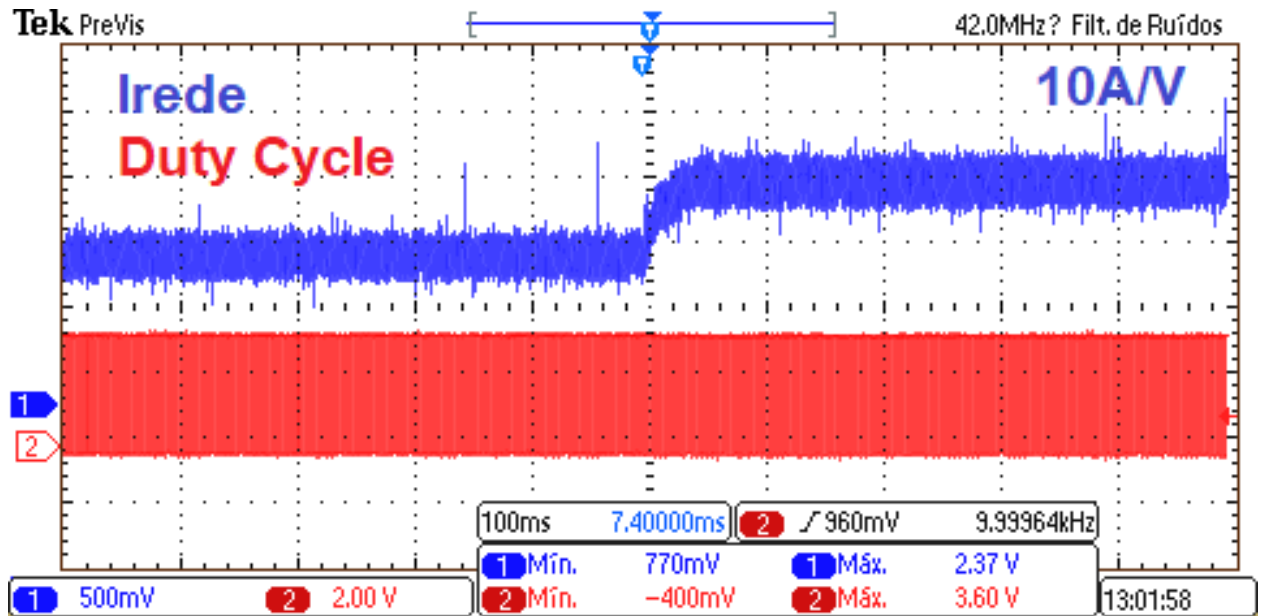 Tek PreVis 42.0MHz? Filt. de Ruídos
T
T
Irede 10A/V
Duty Cycle
1
2
100ms 7.40000ms 2 960mV 9.99964kHz
1 Mín. 770mV 1 Máx. 2.37 V
1 500mV 2 2.00 V 2 Mín. −400mV 2 Máx. 3.60 V 13:01:58